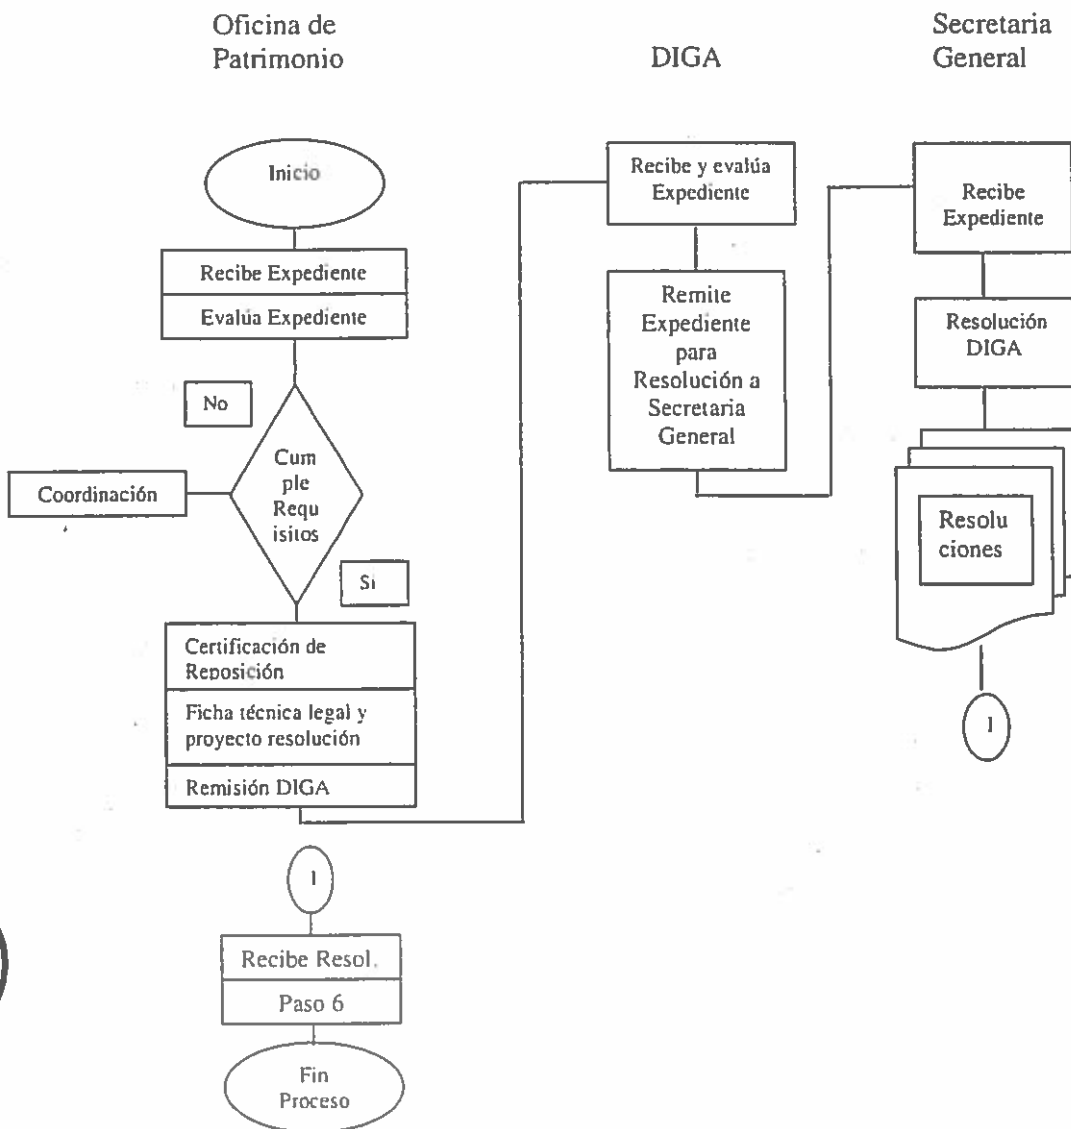 Oficina de
Patrimonio
DIGA
Secretaria
General
Inicio
Recibe Expediente
Evalúa Expediente
No
Cum
ple
Requ
isitos
Coordinación
Si
Certificación de
Reposición
Ficha técnica legal y
proyecto resolución
Remisión DIGA
1
Recibe Resol.
Paso 6
Fin
Proceso
Recibe y evalúa
Expediente
Remite
Expediente
para
Resolución a
Secretaria
General
Recibe
Expediente
Resolución
DIGA
Resolu
ciones
1